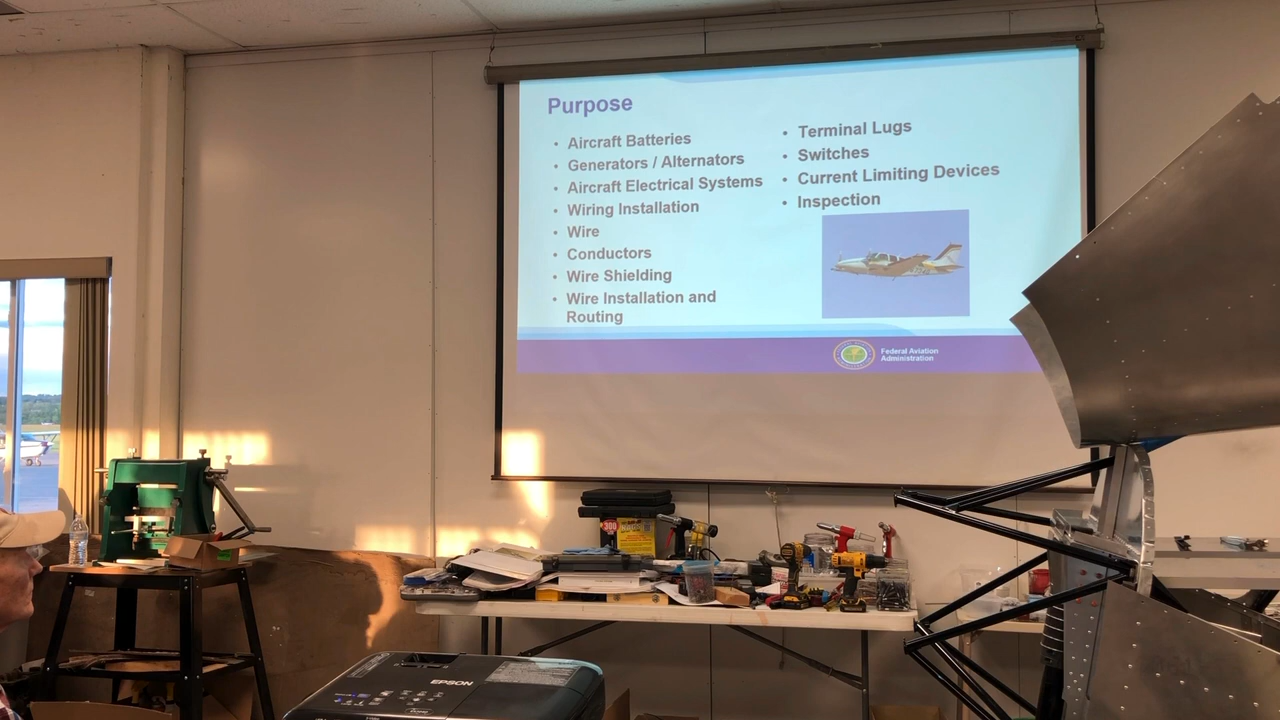 Purpose
• Aircraft Batteries
• Generators / Alternators
• Aircraft Electrical Systems
• Wiring Installation
• Wire
• Conductors
• Wire Shielding
• Wire Installation and
Routing
• Terminal Lugs
• Switches
• Current Limiting Devices
• Inspection
Federal Aviation
Administration
300
EPSON